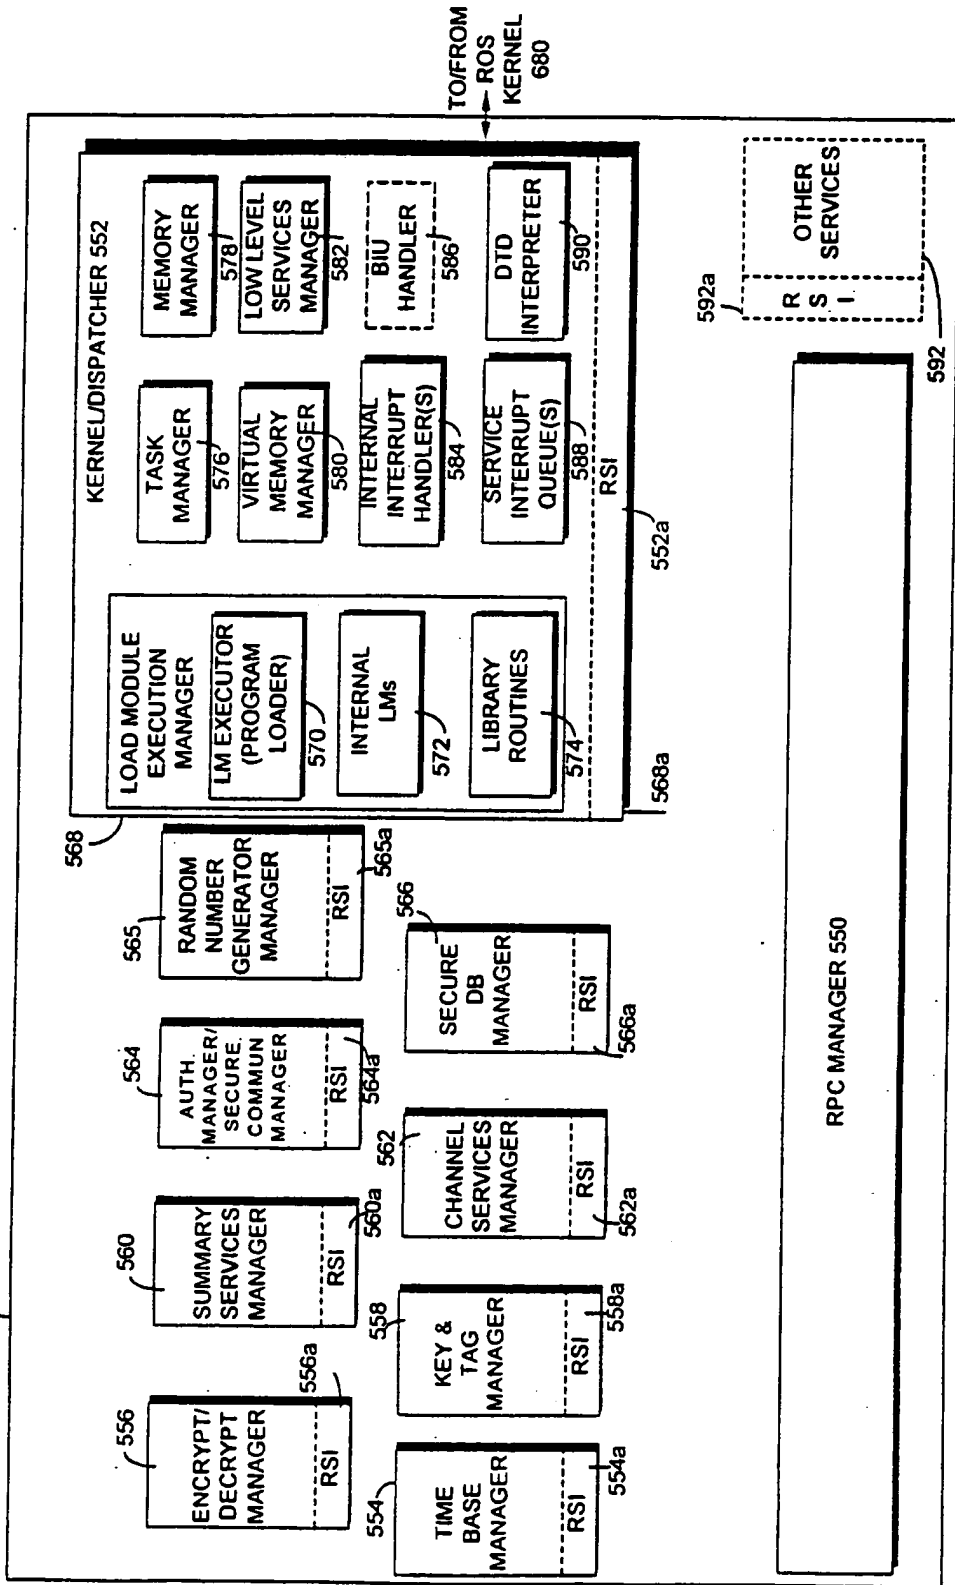 KERNEL/DISPATCHER 552
LOAD MODULE
EXECUTION
MANAGER
568
LM EXECUTOR
(PROGRAM
LOADER)
570
INTERNAL
LMs
572
LIBRARY
ROUTINES
574
568a
TASK
MANAGER
576
MEMORY
MANAGER
578
VIRTUAL
MEMORY
MANAGER
580
LOW LEVEL
SERVICES
MANAGER
582
INTERNAL
INTERRUPT
HANDLER(S)
584
BIU
HANDLER
586
SERVICE
INTERRUPT
QUEUE(S)
588
DTD
INTERPRETER
590
RSI
552a
TO/FROM
ROS
KERNEL
680
556
ENCRYPT/
DECRYPT
MANAGER
RSI
556a
560
SUMMARY
SERVICES
MANAGER
RSI
560a
564
AUTH.
MANAGER/
SECURE.
COMMUN
MANAGER
RSI
564a
565
RANDOM
NUMBER
GENERATOR
MANAGER
RSI
565a
554
TIME
BASE
MANAGER
RSI
554a
558
KEY &
TAG
MANAGER
RSI
558a
562
CHANNEL
SERVICES
MANAGER
RSI
562a
566
SECURE
DB
MANAGER
RSI
566a
RPC MANAGER 550
592a
R
S
I
OTHER
SERVICES
592